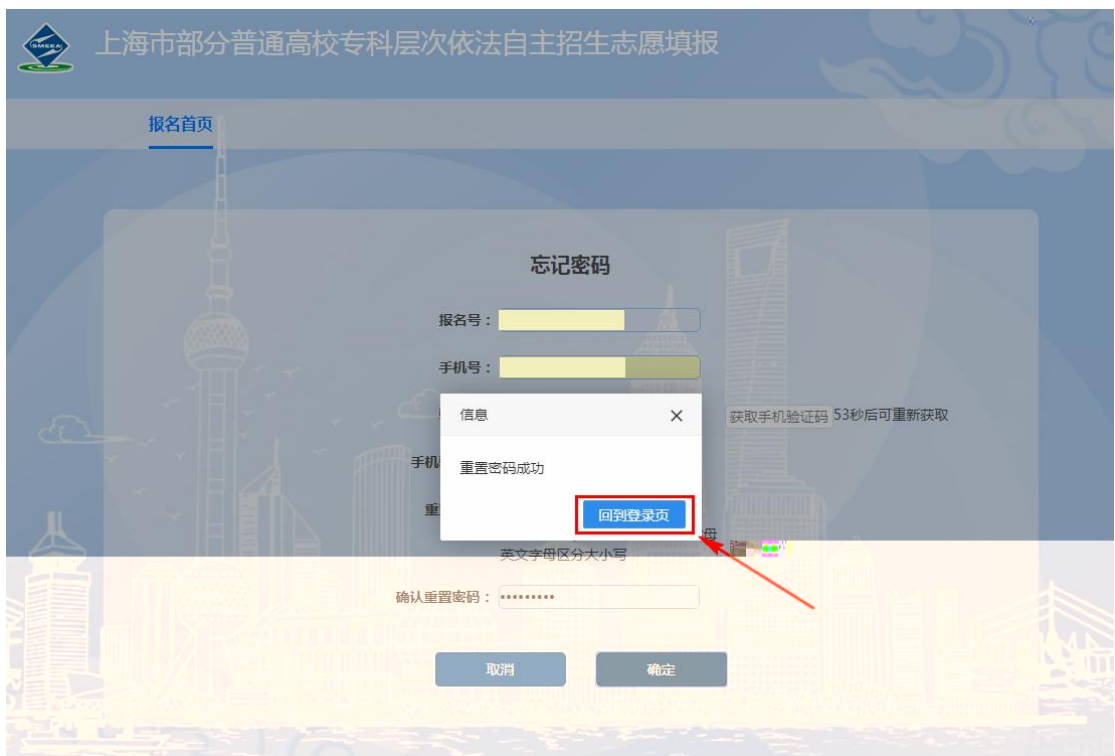 SMEEA
上海市部分普通高校专科层次依法自主招生志愿填报
报名首页
忘记密码
报名号：
手机号：
信息
获取手机验证码 53秒后可重新获取
手机
重置密码成功
重
回到登录页
英文字母区分大小写
确认重置密码： •••••••••
取消
确定